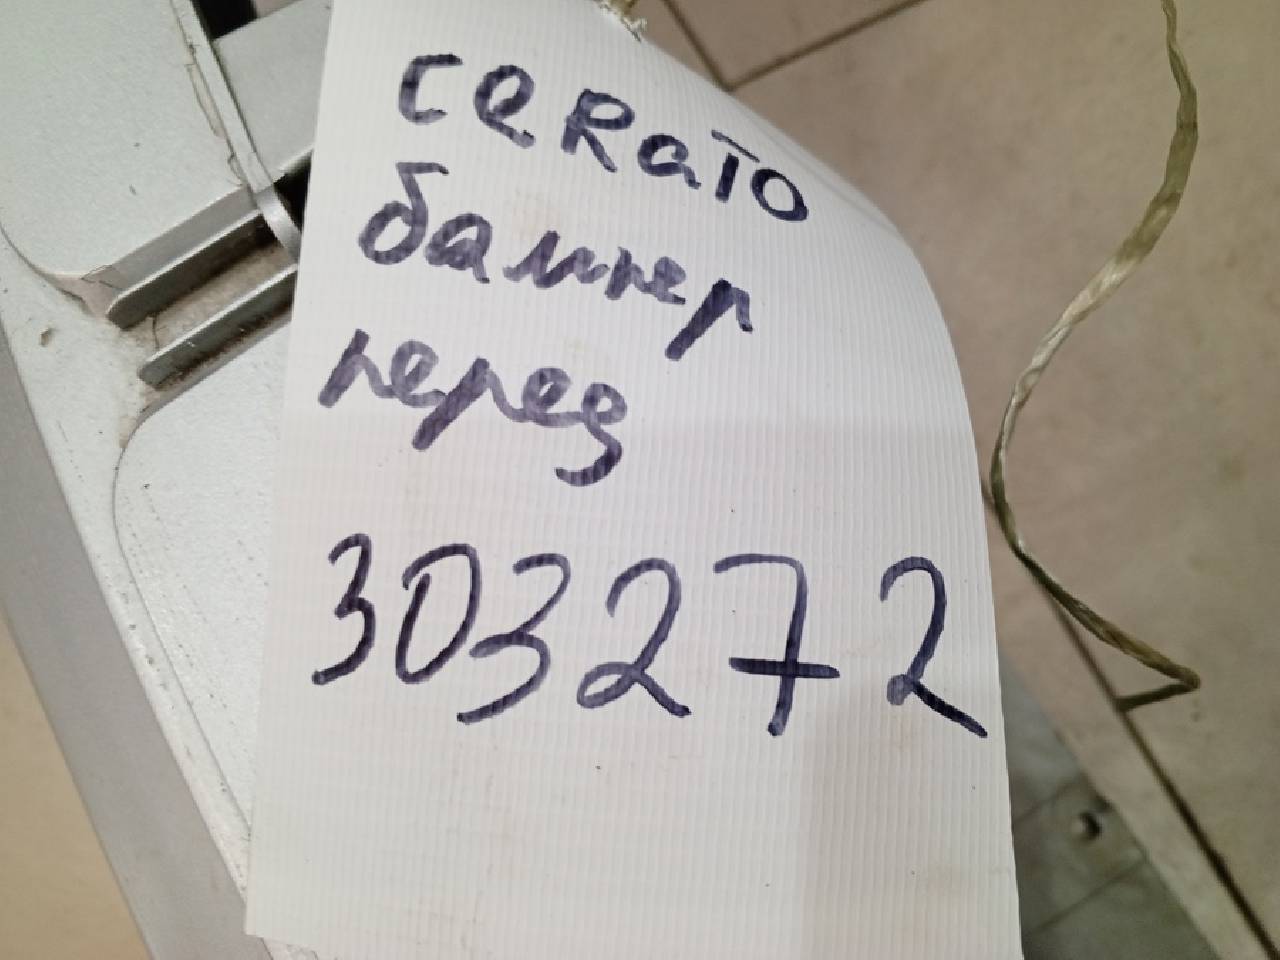 CeRaTO
бампер
перед
303272